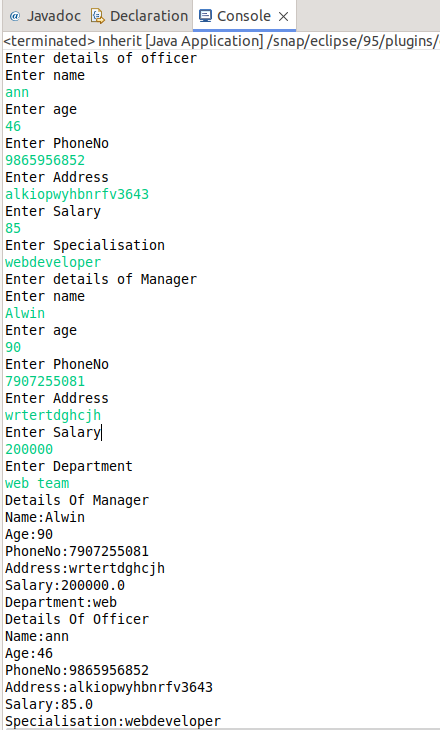 @ Javadoc Declaration Console
<terminated> Inherit [Java Application] /snap/eclipse/95/plugins/
Enter details of officer
Enter name
ann
Enter age
46
Enter PhoneNo
9865956852
Enter Address
alkiopwyhbnrfv3643
Enter Salary
85
Enter Specialisation
webdeveloper
Enter details of Manager
Enter name
Alwin
Enter age
90
Enter PhoneNo
7907255081
Enter Address
wrtertdghcjh
Enter Salary
200000
Enter Department
web team
Details Of Manager
Name:Alwin
Age:90
PhoneNo:7907255081
Address:wrtertdghcjh
Salary:200000.0
Department:web
Details Of Officer
Name:ann
Age:46
PhoneNo:9865956852
Address:alkiopwyhbnrfv3643
Salary:85.0
Specialisation:webdeveloper